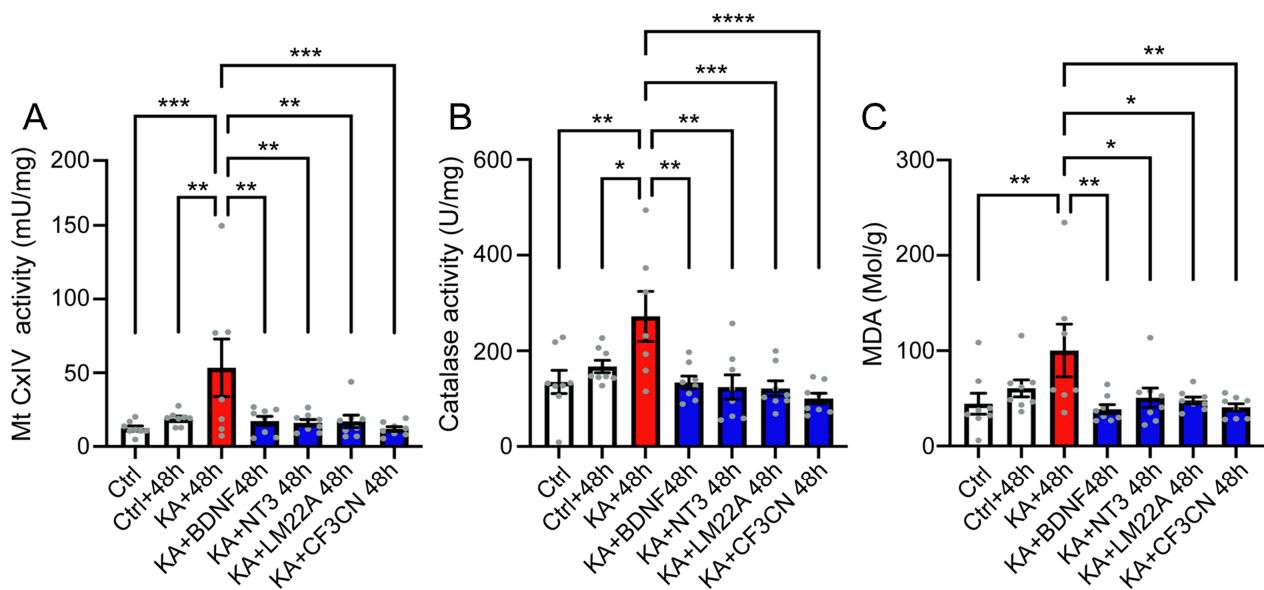 A
Mt CxIV activity (mU/mg)
200
150
100
50
0
***
***
**
**
**
**
Ctrl
Ctrl+48h
KA+48h
KA+BDNF48h
KA+NT3 48h
KA+LM22A 48h
KA+CF3CN 48h
B
Catalase activity (U/mg)
600
400
200
0
****
***
**
**
*
**
Ctrl
Ctrl+48h
KA+48h
KA+BDNF48h
KA+NT3 48h
KA+LM22A 48h
KA+CF3CN 48h
C
MDA (Mol/g)
300
200
100
0
**
*
*
**
**
Ctrl
Ctrl+48h
KA+48h
KA+BDNF48h
KA+NT3 48h
KA+LM22A 48h
KA+CF3CN 48h